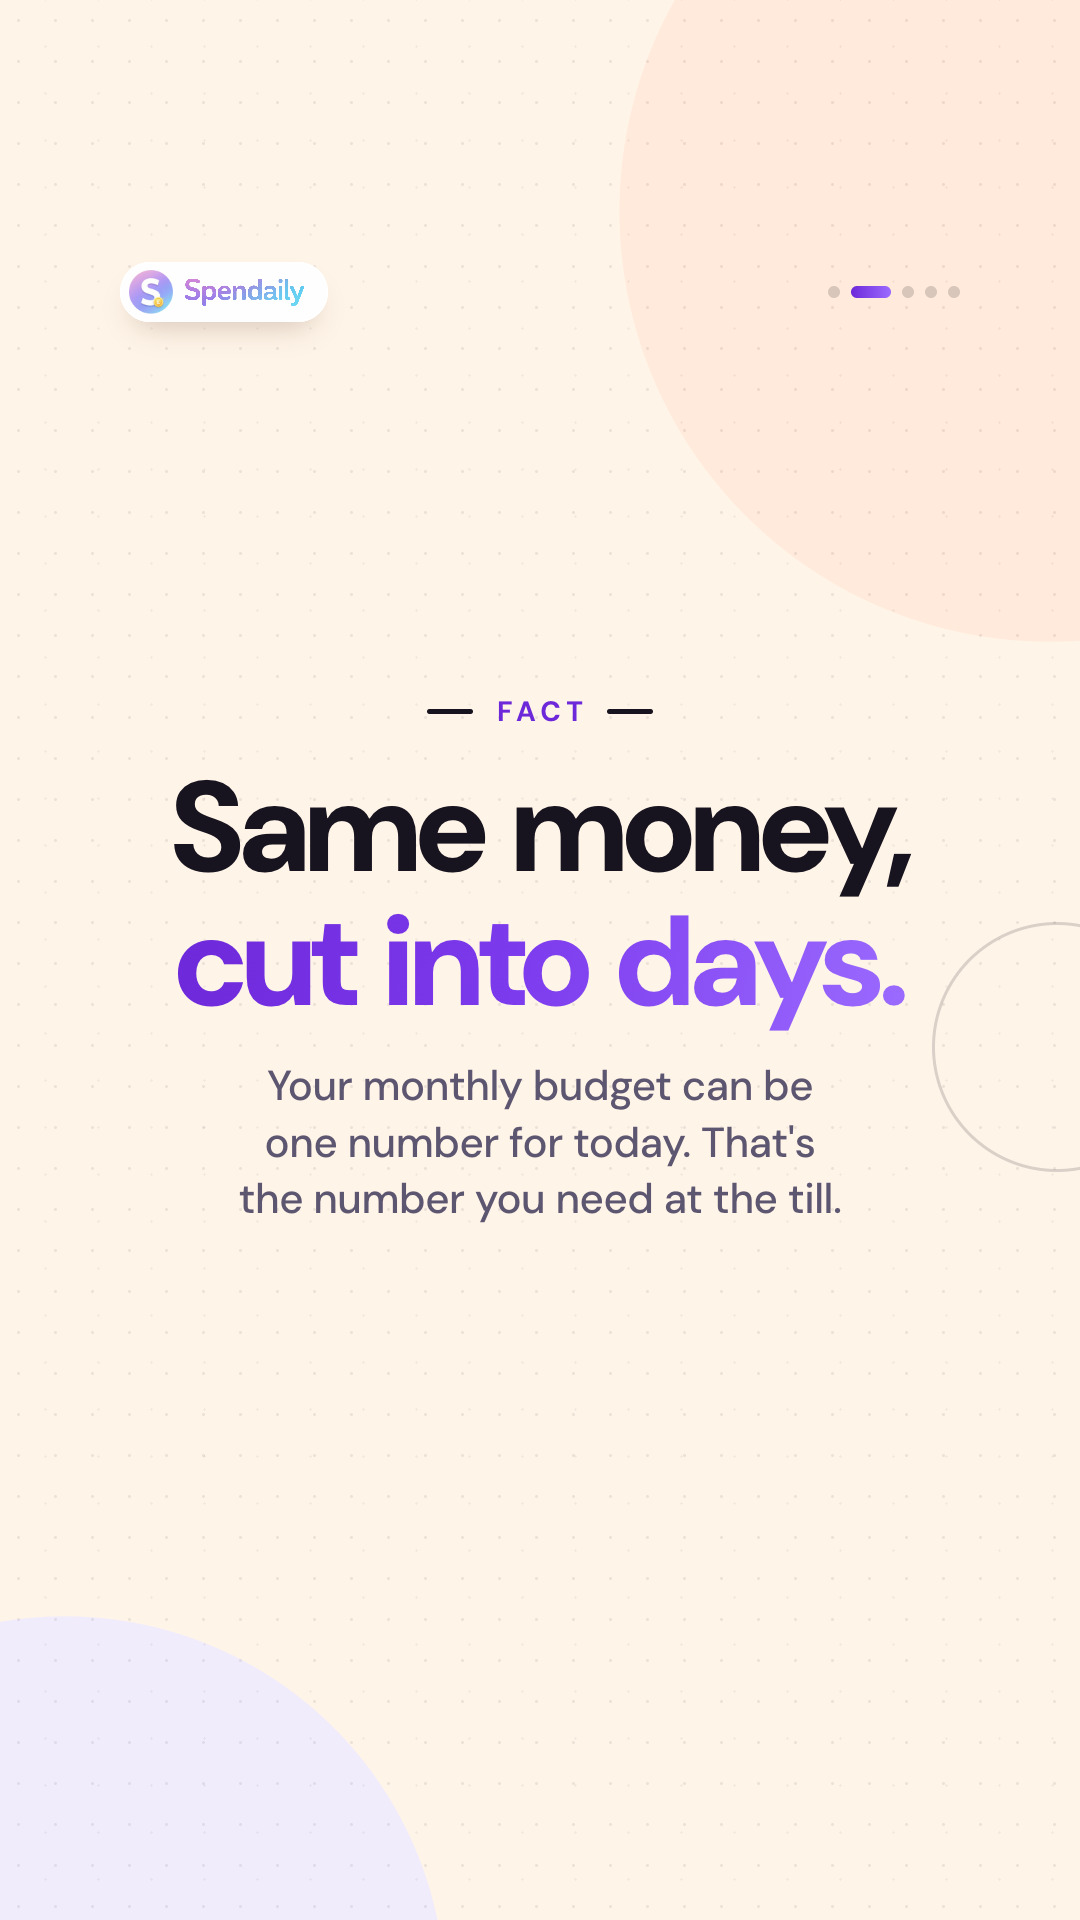 Spendaily
FACT
Same money,
cut into days.
Your monthly budget can be
one number for today. That's
the number you need at the till.